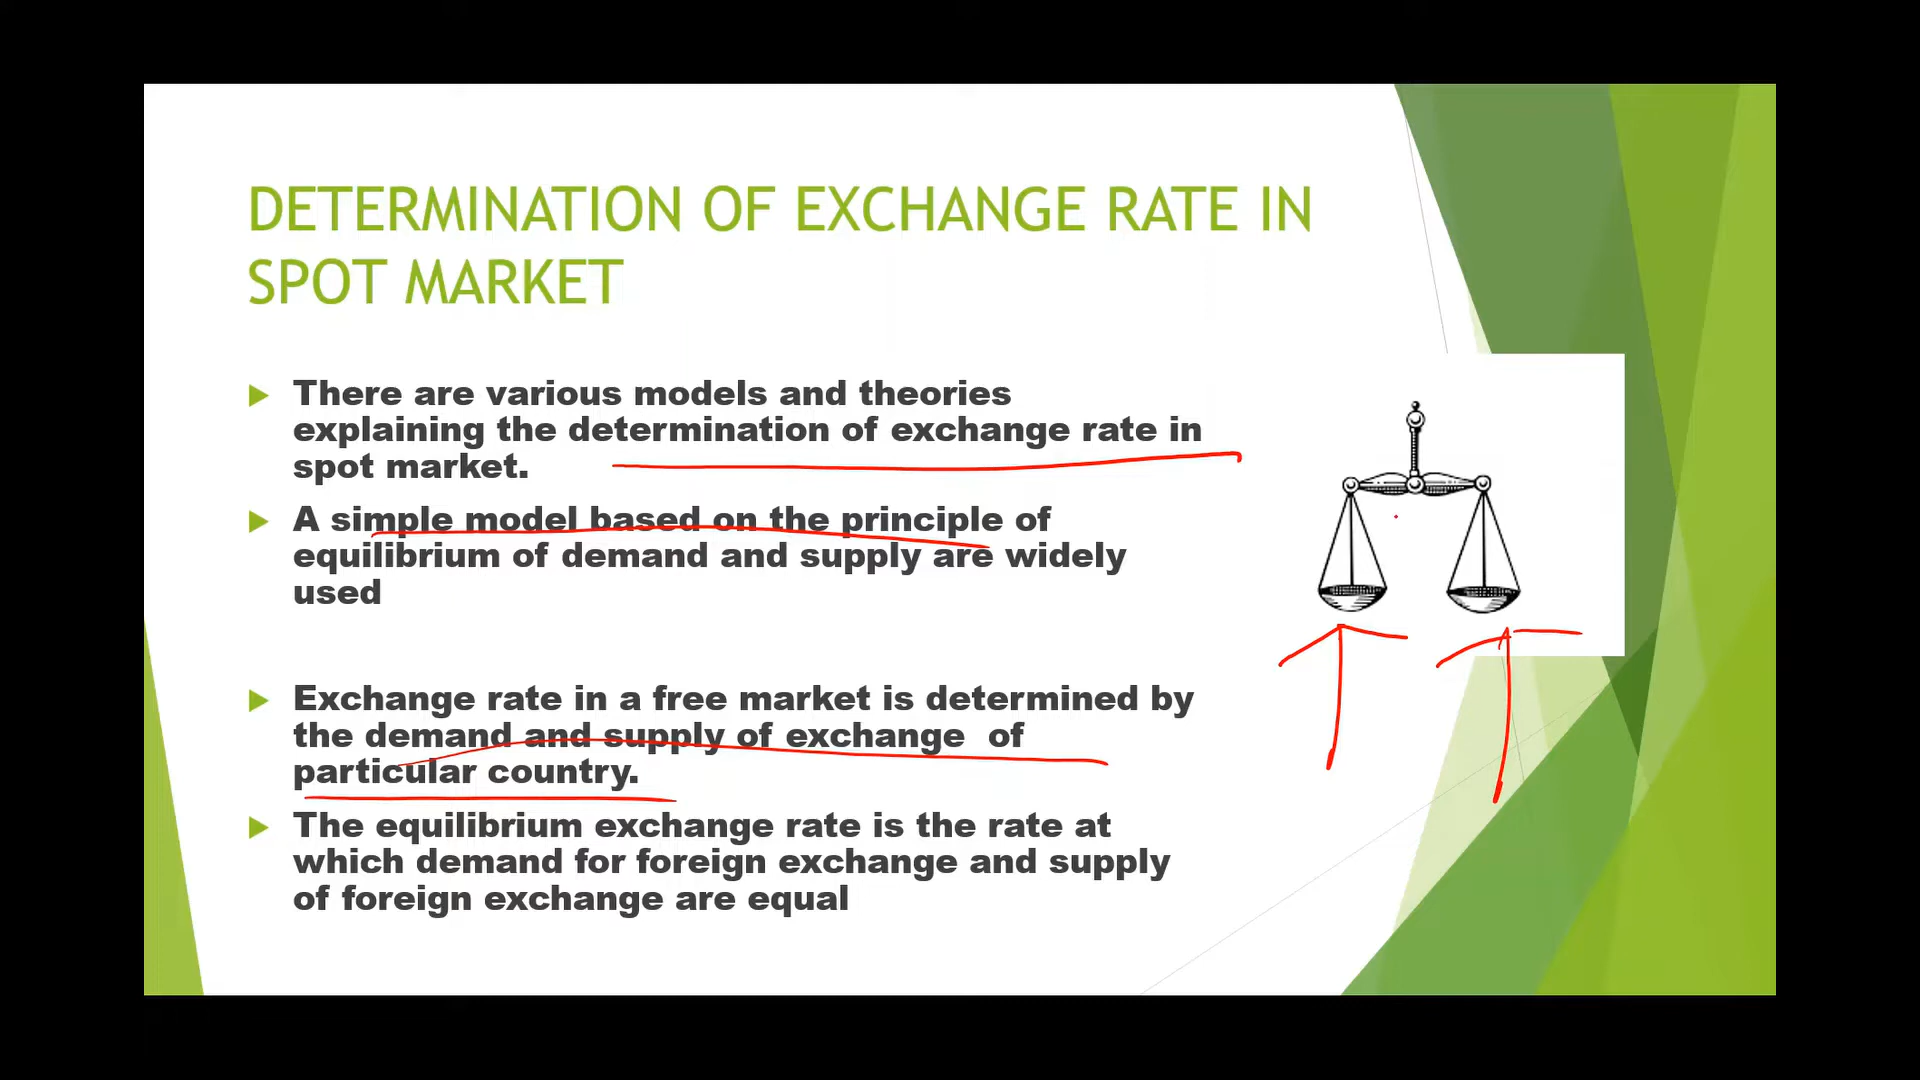 DETERMINATION OF EXCHANGE RATE IN
SPOT MARKET
There are various models and theories
explaining the determination of exchange rate in
spot market.
A simple model based on the principle of
equilibrium of demand and supply are widely
used
Exchange rate in a free market is determined by
the demand and supply of exchange of
particular country.
The equilibrium exchange rate is the rate at
which demand for foreign exchange and supply
of foreign exchange are equal